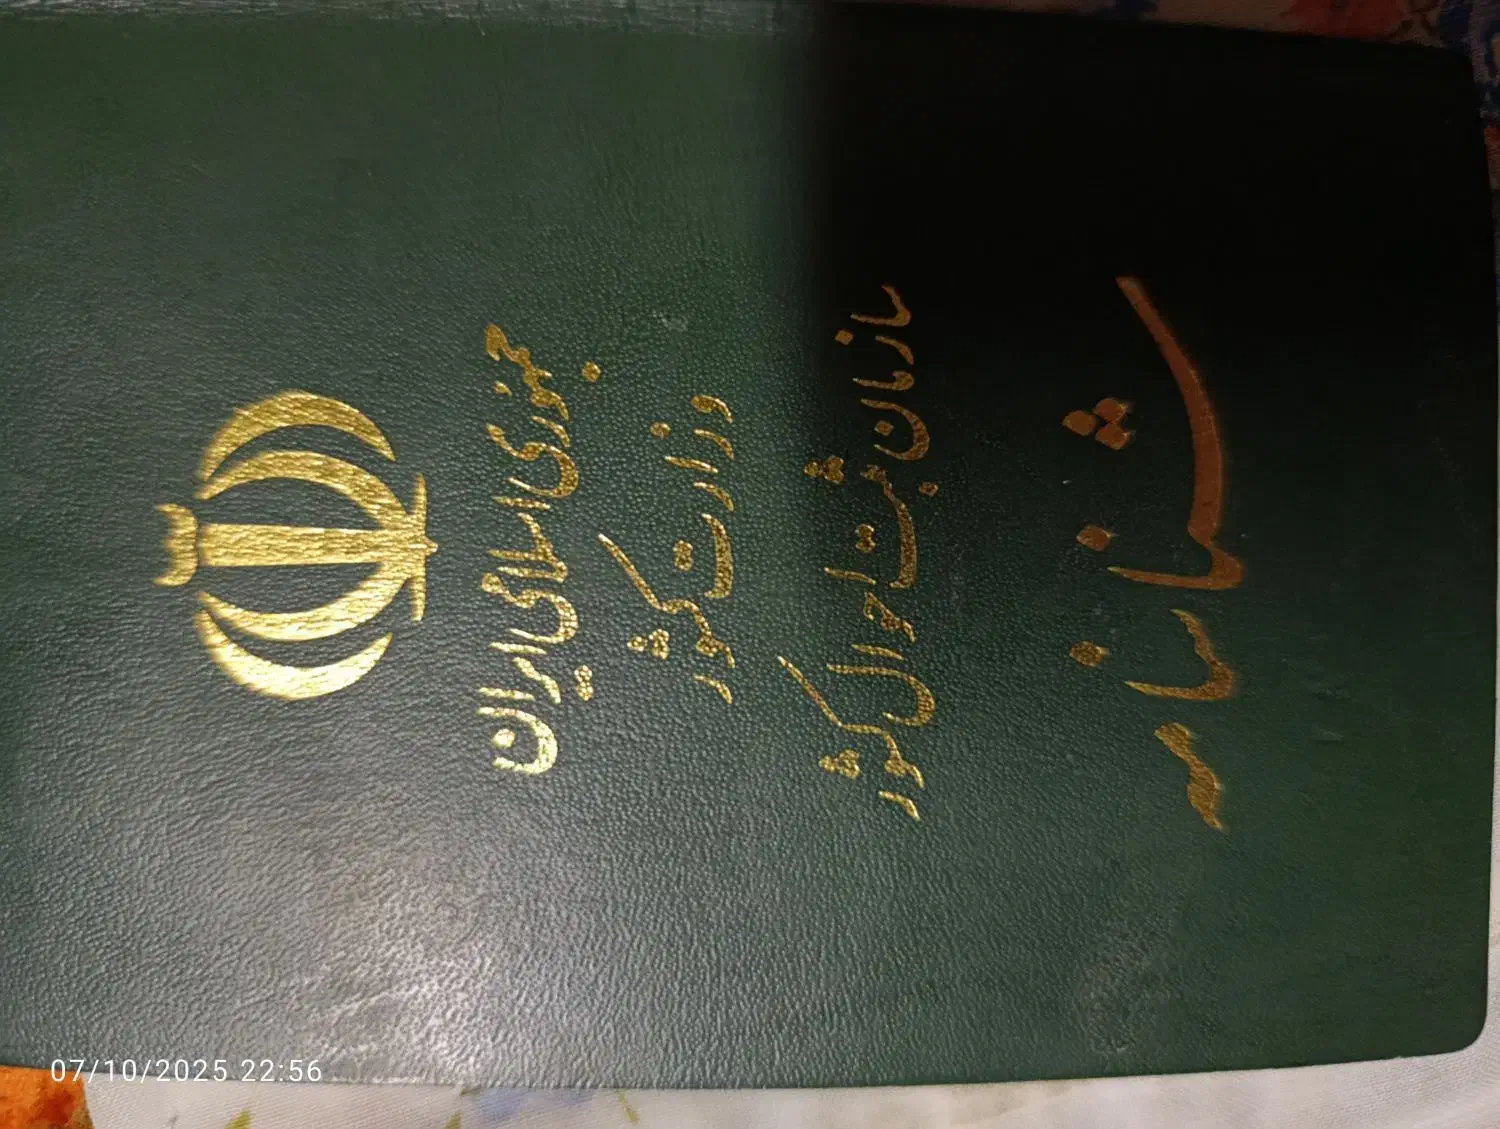 جمهوری اسلامی ایران
وزارت کشور
سازمان ثبت احوال کشور
شناسنامه
07/10/2025 22:56